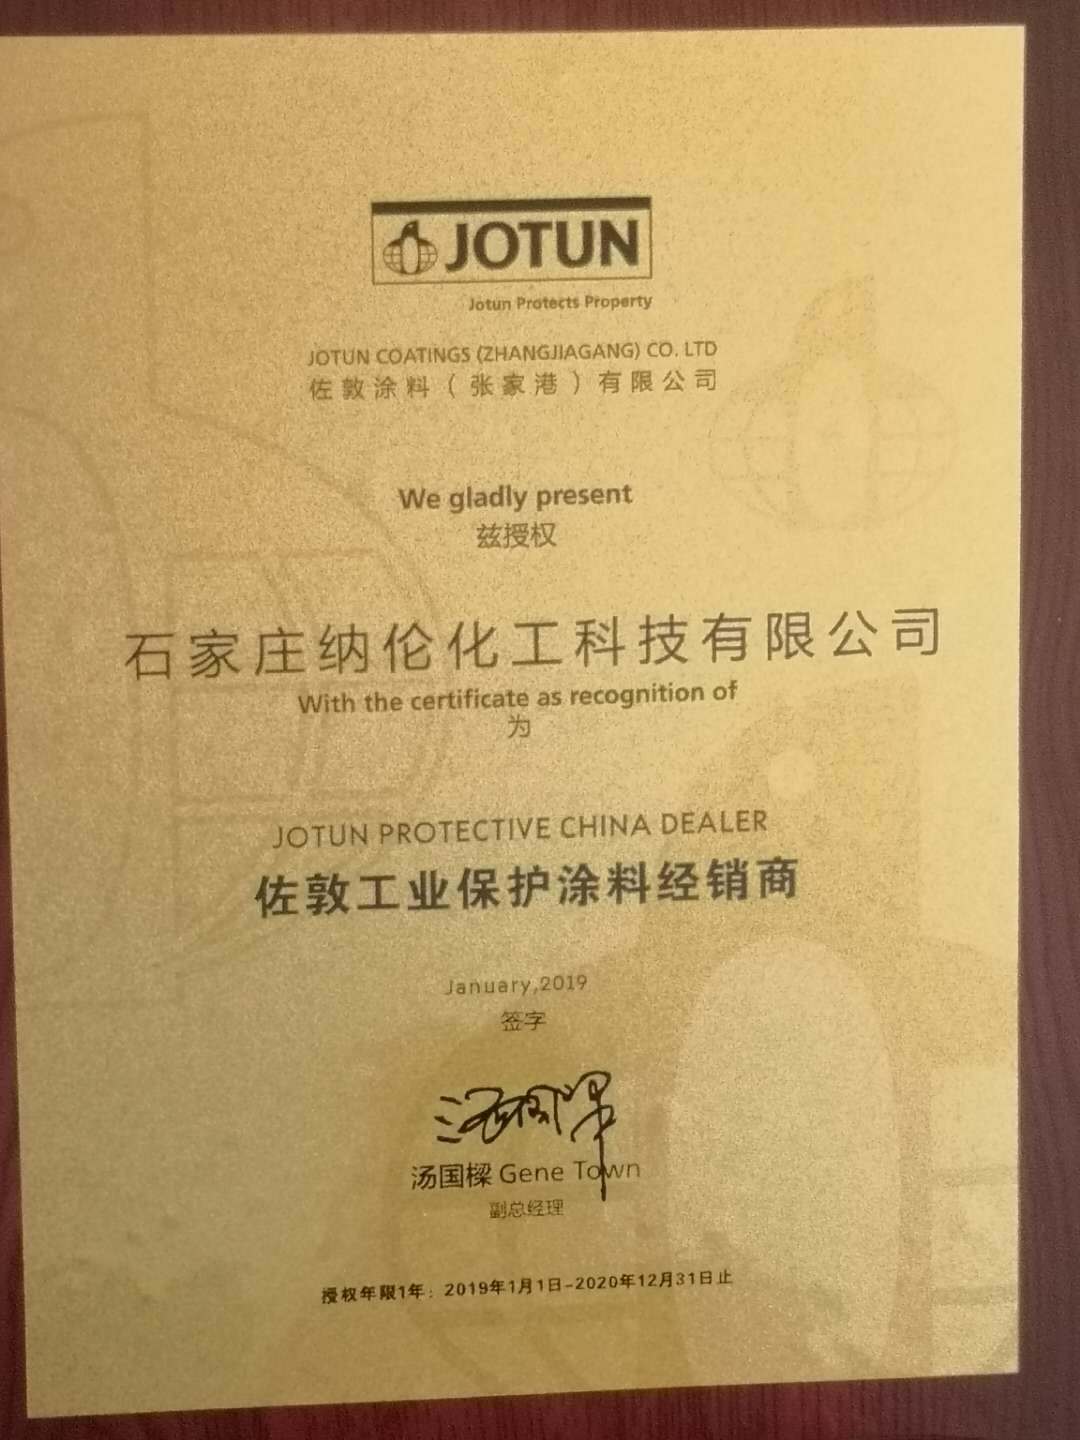 JOTUN
Jotun Protects Property
JOTUN COATINGS (ZHANGJIAGANG) CO. LTD
佐敦涂料（张家港）有限公司
We gladly present
兹授权
石家庄纳伦化工科技有限公司
With the certificate as recognition of
为
JOTUN PROTECTIVE CHINA DEALER
佐敦工业保护涂料经销商
January,2019
签字
汤国樑
汤国樑 Gene Town
副总经理
授权年限1年：2019年1月1日-2020年12月31日止